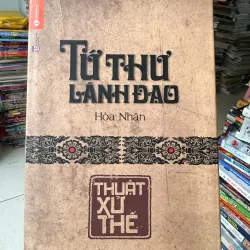 TỨ THƯ
LÃNH ĐẠO
Hòa Nhân
THUẬT
XỬ
THẾ